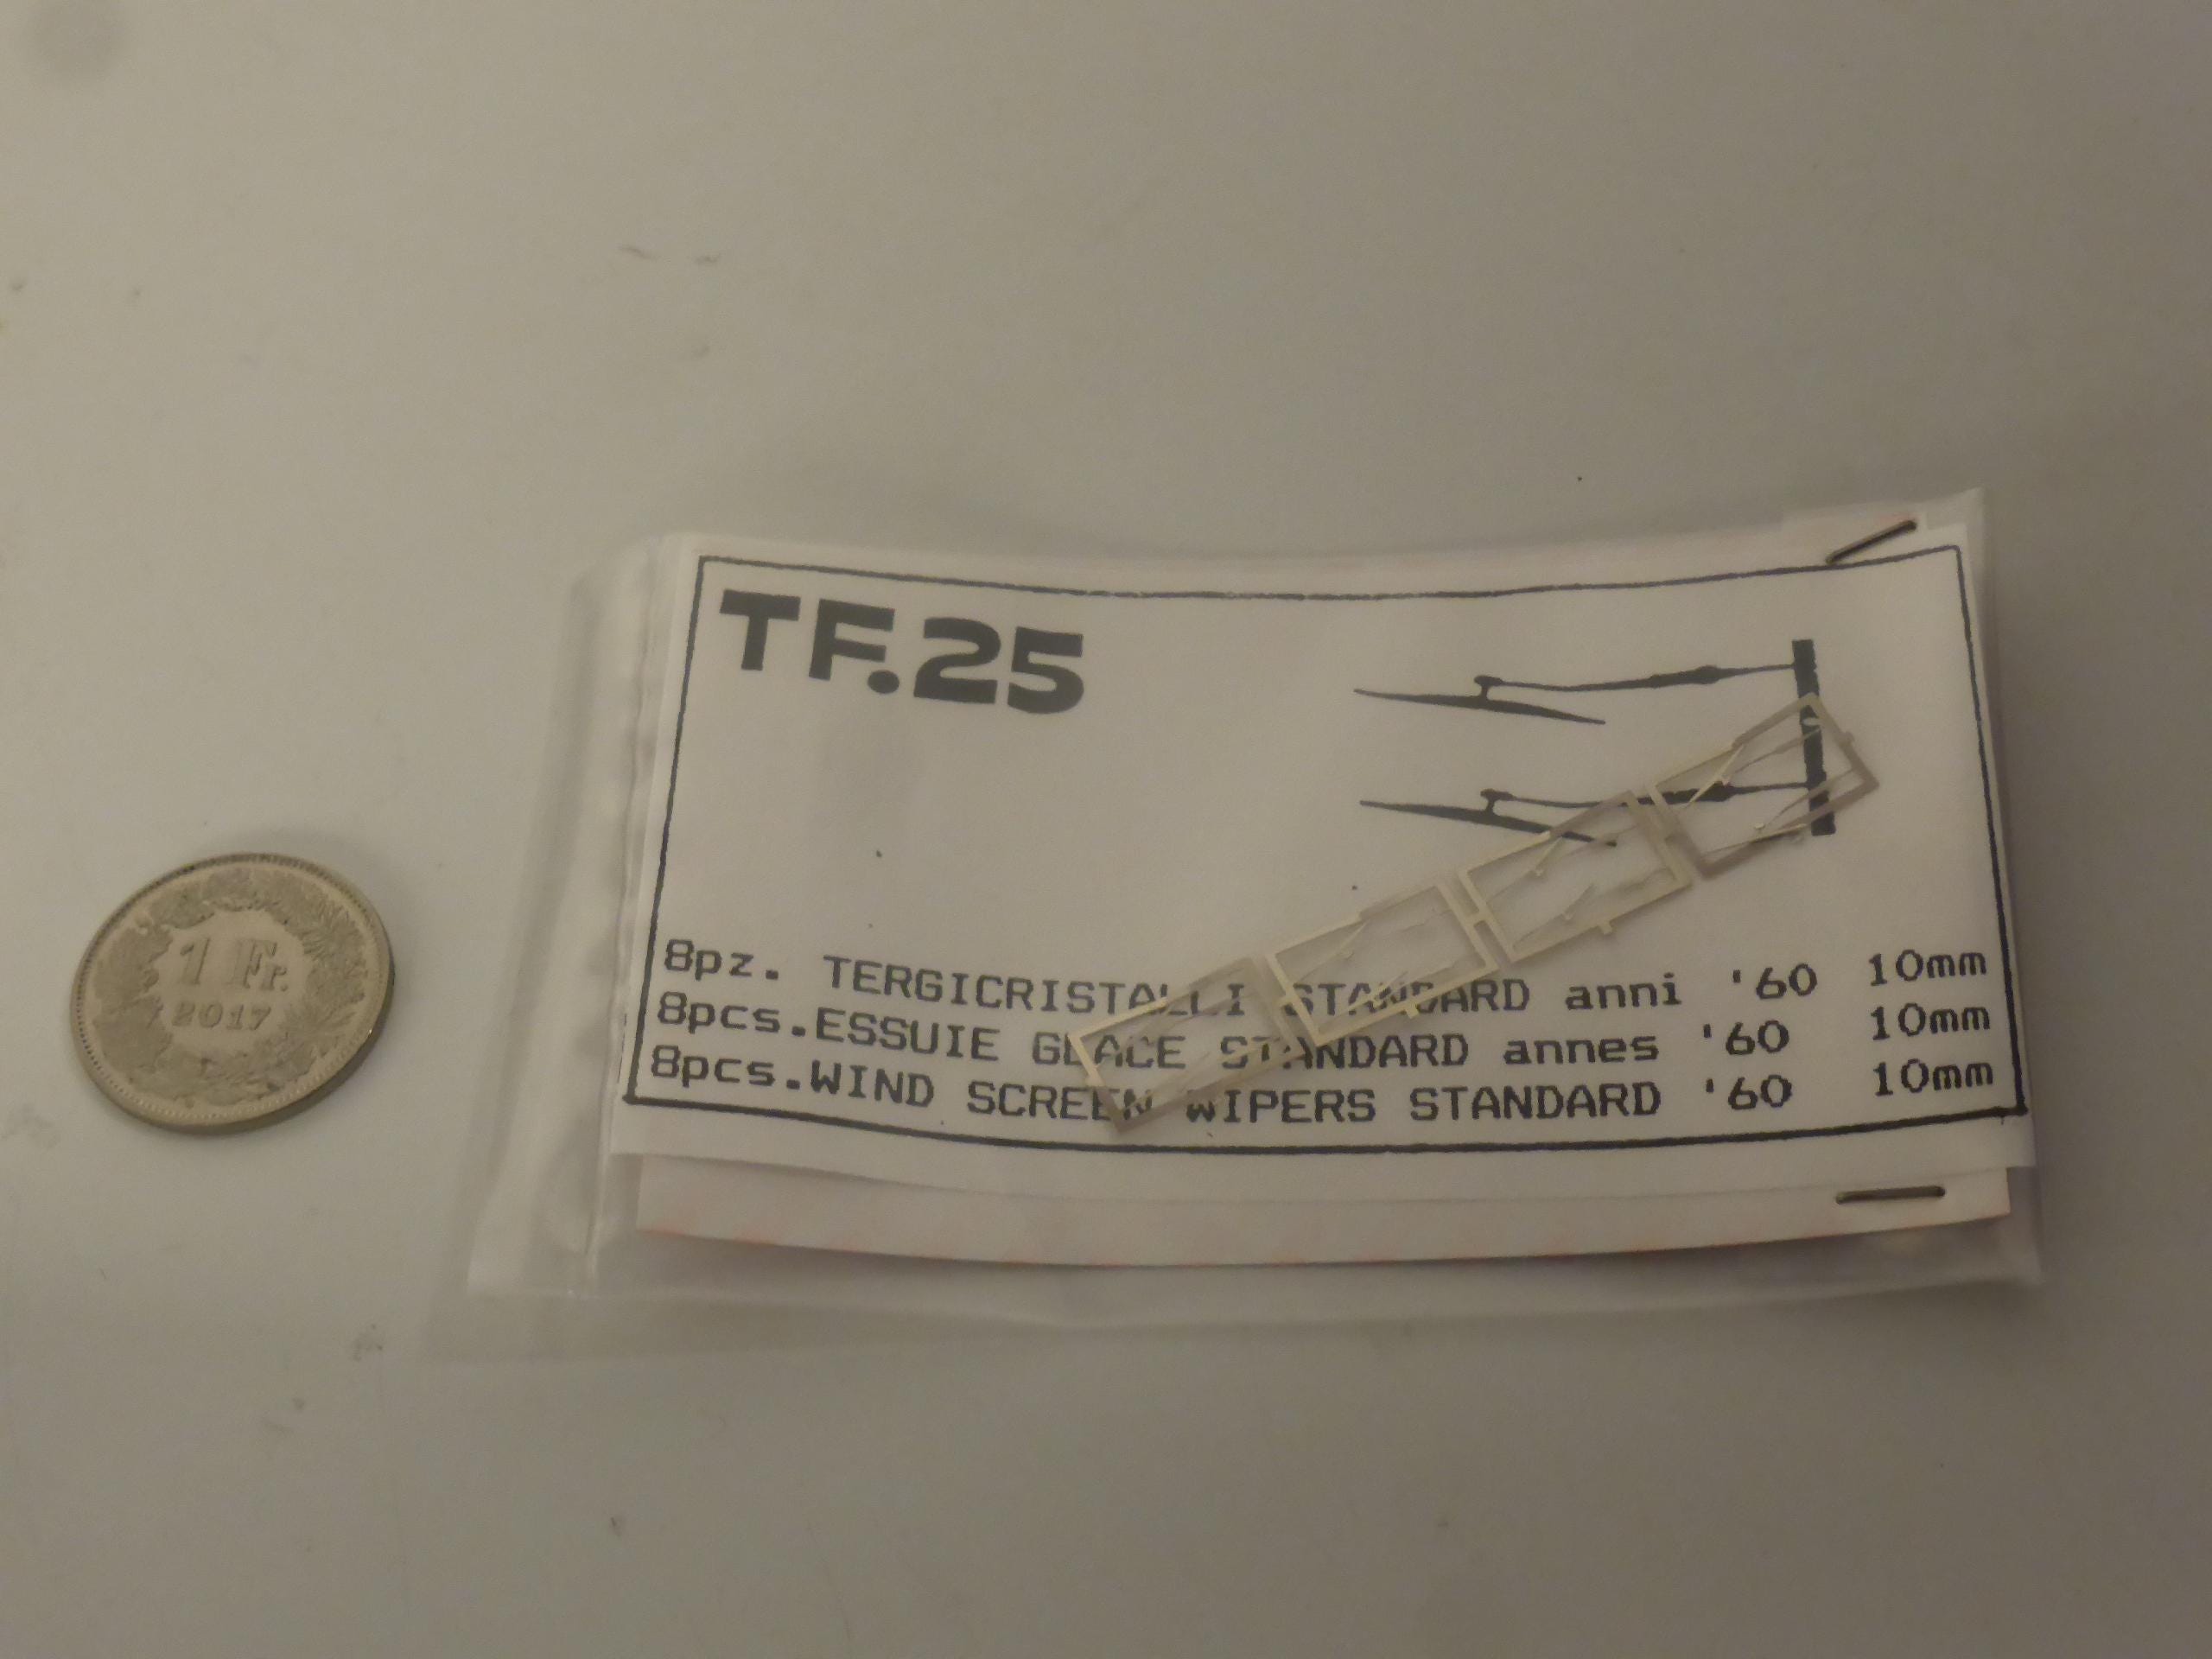 TF.25
8pz. TERGICRISTALLI STANDARD anni '60 10mm
8pcs.ESSUIE GLACE STANDARD annes '60 10mm
8pcs.WIND SCREEN WIPERS STANDARD '60 10mm
1 Fr.
2017